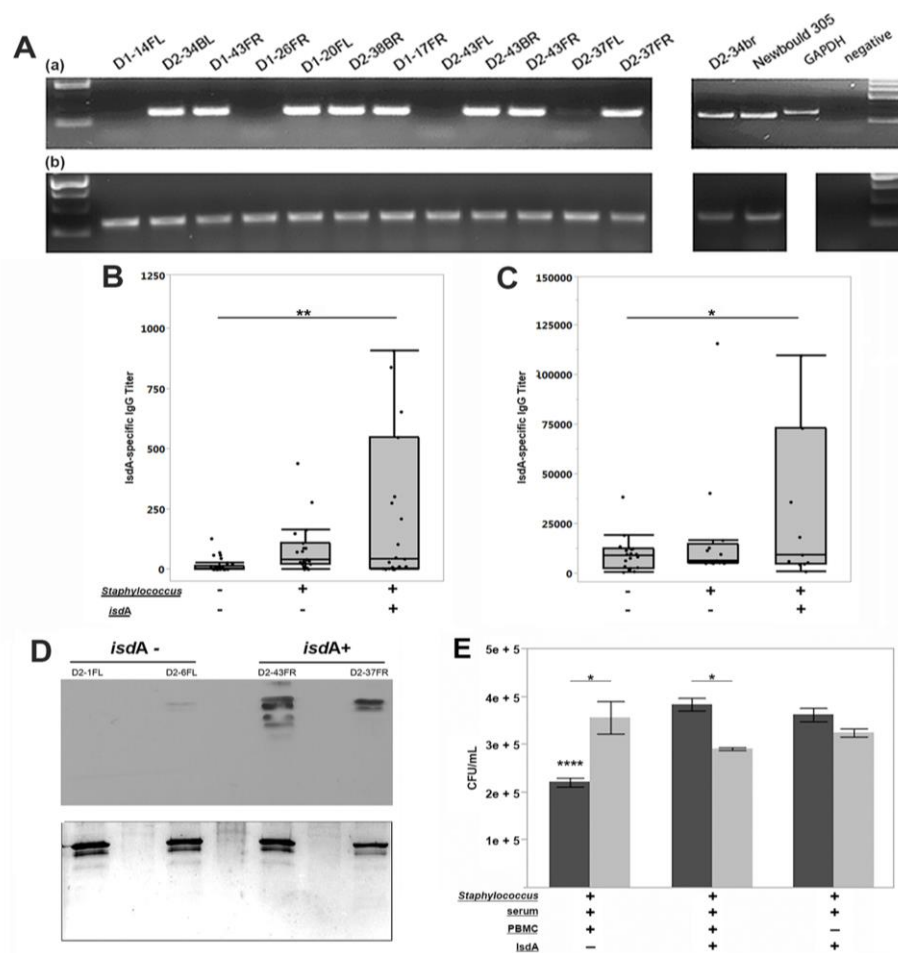 A
D1-14FL D2-34BL D1-43FR D1-26FR D1-20FL D2-38BR D1-17FR D2-43FL D2-43BR D2-43FR D2-37FL D2-37FR D2-34br Newbould 305 GAPDH negative
(a)
(b)
B
1250
1000
750
500
250
0
IsdA-specific IgG Titer
**
Staphylococcus - + +
isdA - - +
C
150000
125000
100000
75000
50000
25000
0
IsdA-specific IgG Titer
*
- + +
- - +
D
isdA - isdA+
D2-1FL D2-6FL D2-43FR D2-37FR
E
5e + 5
4e + 5
3e + 5
2e + 5
1e + 5
CFU/mL
* *
****
Staphylococcus + + +
serum + + +
PBMC + + –
IsdA – + +